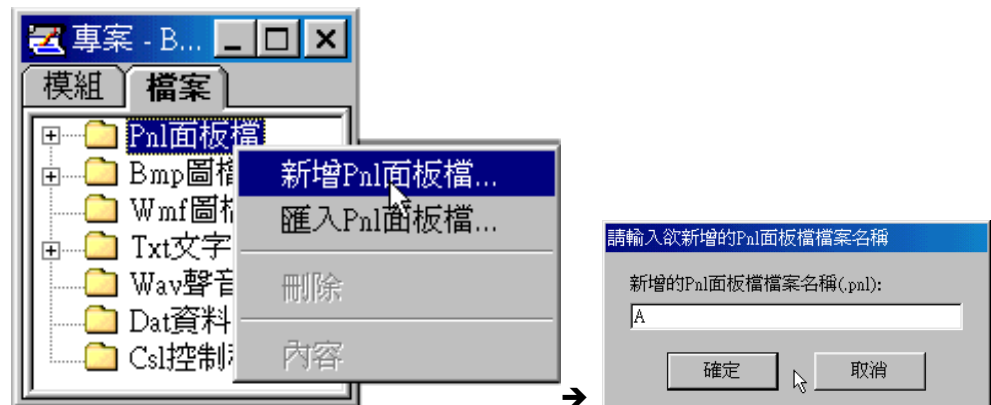 專案 - B...
模組 檔案
Pnl面板檔
Bmp圖檔
Wmf圖檔
Txt文字
Wav聲音
Dat資料
Csl控制
新增Pnl面板檔...
匯入Pnl面板檔...
刪除
內容
➔
請輸入欲新增的Pnl面板檔檔案名稱
新增的Pnl面板檔檔案名稱(.pnl):
A
確定 取消